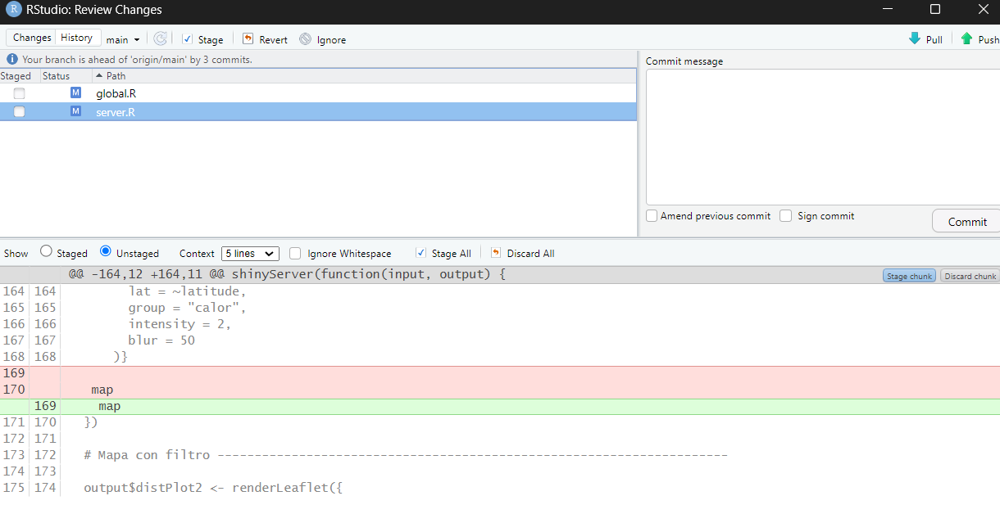 R RStudio: Review Changes
Changes History main Stage Revert Ignore Pull Push
Your branch is ahead of 'origin/main' by 3 commits.
Staged Status Path
M global.R
M server.R
Commit message
Amend previous commit Sign commit Commit
Show Staged Unstaged Context 5 lines Ignore Whitespace Stage All Discard All
@@ -164,12 +164,11 @@ shinyServer(function(input, output) { Stage chunk Discard chunk
164 164 lat = ~latitude,
165 165 group = "calor",
166 166 intensity = 2,
167 167 blur = 50
168 168 )}
169
170 map
169 map
171 170 })
172 171
173 172 # Mapa con filtro ---------------------------------------------------------------------
174 173
175 174 output$distPlot2 <- renderLeaflet({